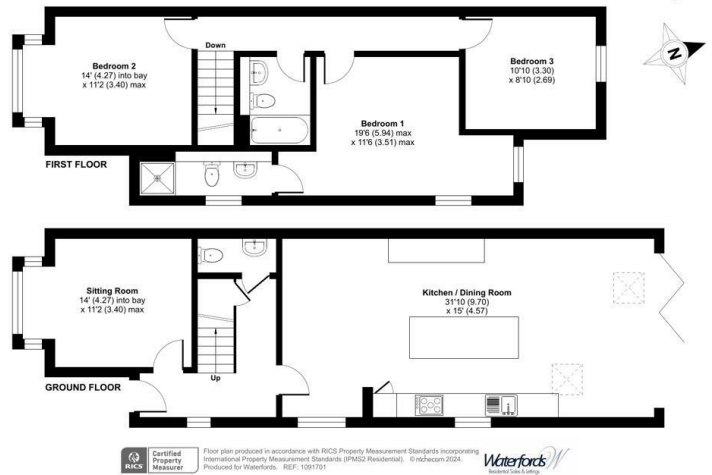 Bedroom 2
14' (4.27) into bay
x 11'2 (3.40) max
Down
Bedroom 3
10'10 (3.30)
x 8'10 (2.69)
N
Bedroom 1
19'6 (5.94) max
x 11'6 (3.51) max
FIRST FLOOR
Sitting Room
14' (4.27) into bay
x 11'2 (3.40) max
Kitchen / Dining Room
31'10 (9.70)
x 15' (4.57)
Up
GROUND FLOOR
RICS
Certified
Property
Measurer
Floor plan produced in accordance with RICS Property Measurement Standards incorporating
International Property Measurement Standards (IPMS2 Residential). © nichecom 2024.
Produced for Waterfords. REF: 1091701
Waterfords W
Residential Sales & Lettings